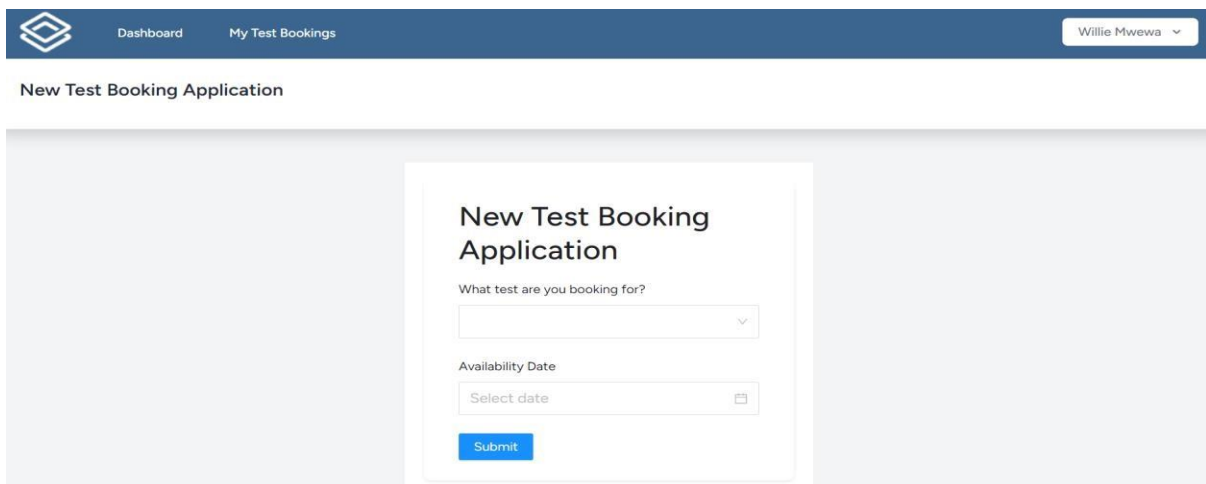 Dashboard My Test Bookings Willie Mwewa
New Test Booking Application
New Test Booking
Application
What test are you booking for?
Availability Date
Select date
Submit